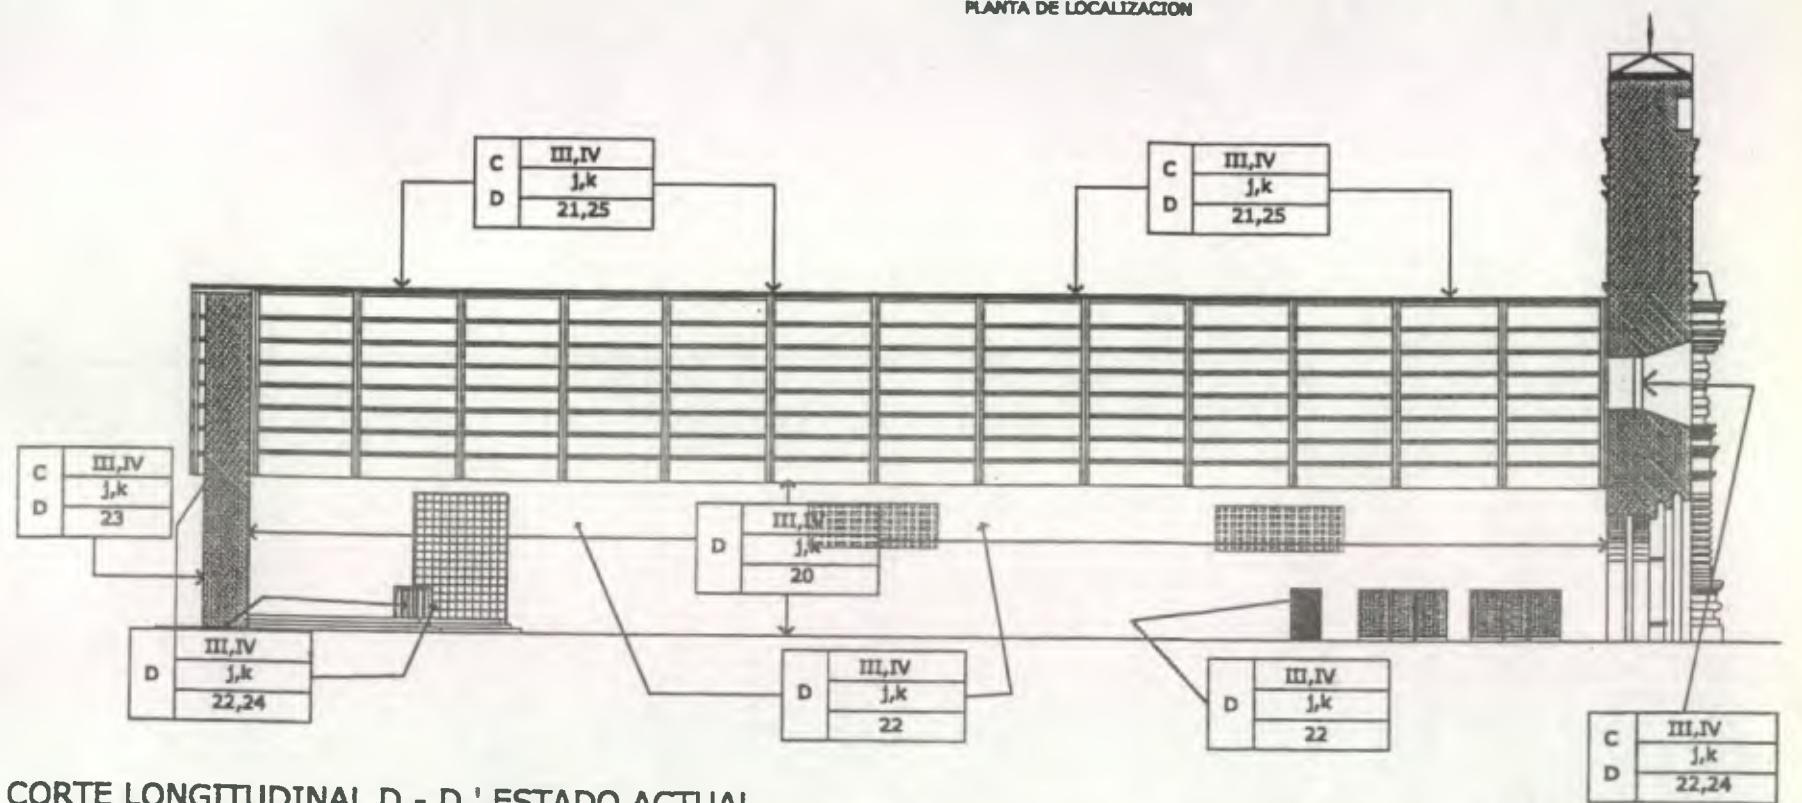 PLANTA DE LOCALIZACION
C
D
III,IV
j,k
21,25
C
D
III,IV
j,k
21,25
C
D
III,IV
j,k
23
D
III,IV
j,k
20
D
III,IV
j,k
22,24
D
III,IV
j,k
22
D
III,IV
j,k
22
C
D
III,IV
j,k
22,24
CORTE LONGITUDINAL D - D ' ESTADO ACTUAL